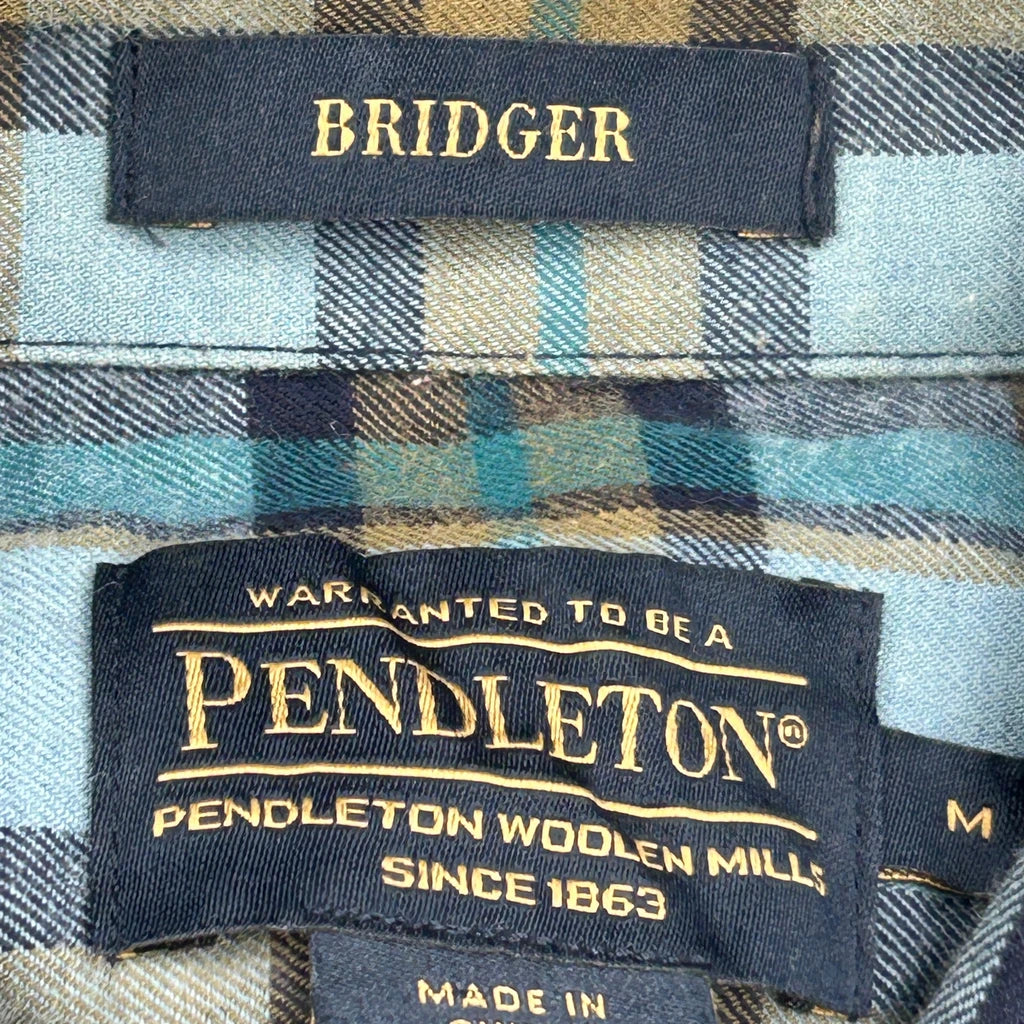 BRIDGER
WARRANTED TO BE A
PENDLETON®
PENDLETON WOOLEN MILLS
SINCE 1863
M
MADE IN